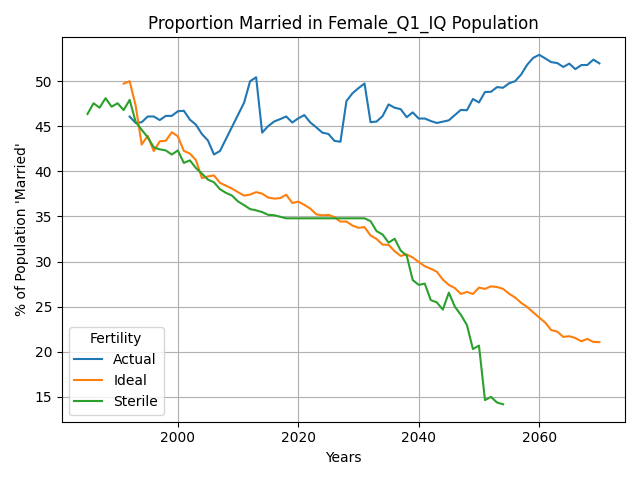 Proportion Married in Female_Q1_IQ Population
% of Population 'Married'
50
45
40
35
30
25
20
15
Fertility
Actual
Ideal
Sterile
2000
2020
2040
2060
Years